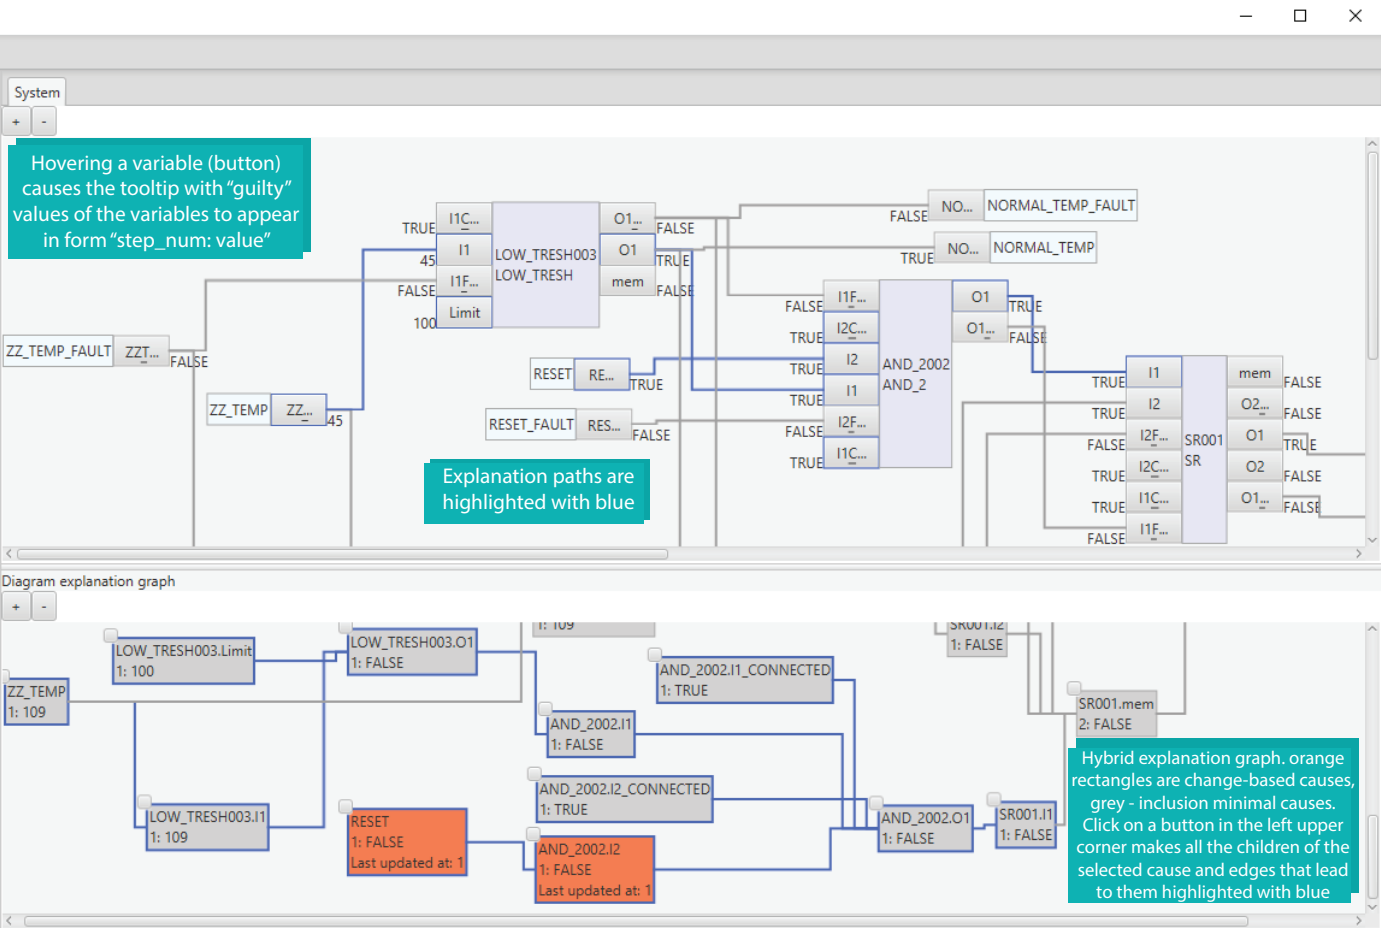 System
+ -
Hovering a variable (button)
causes the tooltip with “guilty”
values of the variables to appear
in form “step_num: value”
TRUE I1C... O1... FALSE
45 I1 LOW_TRESH003 O1 TRUE
FALSE I1F... LOW_TRESH mem FALSE
100 Limit
FALSE NO... NORMAL_TEMP_FAULT
TRUE NO... NORMAL_TEMP
ZZ_TEMP_FAULT ZZT... FALSE
ZZ_TEMP ZZ... 45
RESET RE... TRUE
RESET_FAULT RES... FALSE
FALSE I1F... O1 TRUE
TRUE I2C... O1... FALSE
TRUE I2 AND_2002
TRUE I1 AND_2
FALSE I2F...
TRUE I1C...
TRUE I1 mem FALSE
TRUE I2 O2... FALSE
FALSE I2F... SR001 O1 TRUE
TRUE I2C... SR O2 FALSE
TRUE I1C... O1... FALSE
FALSE I1F...
Explanation paths are
highlighted with blue
Diagram explanation graph
+ -
LOW_TRESH003.Limit
1: 100
LOW_TRESH003.O1
1: FALSE
1: 109
SR001.I2
1: FALSE
ZZ_TEMP
1: 109
AND_2002.I1_CONNECTED
1: TRUE
AND_2002.I1
1: FALSE
SR001.mem
2: FALSE
AND_2002.I2_CONNECTED
1: TRUE
LOW_TRESH003.I1
1: 109
RESET
1: FALSE
Last updated at: 1
AND_2002.I2
1: FALSE
Last updated at: 1
AND_2002.O1
1: FALSE
SR001.I1
1: FALSE
Hybrid explanation graph. orange
rectangles are change-based causes,
grey - inclusion minimal causes.
Click on a button in the left upper
corner makes all the children of the
selected cause and edges that lead
to them highlighted with blue